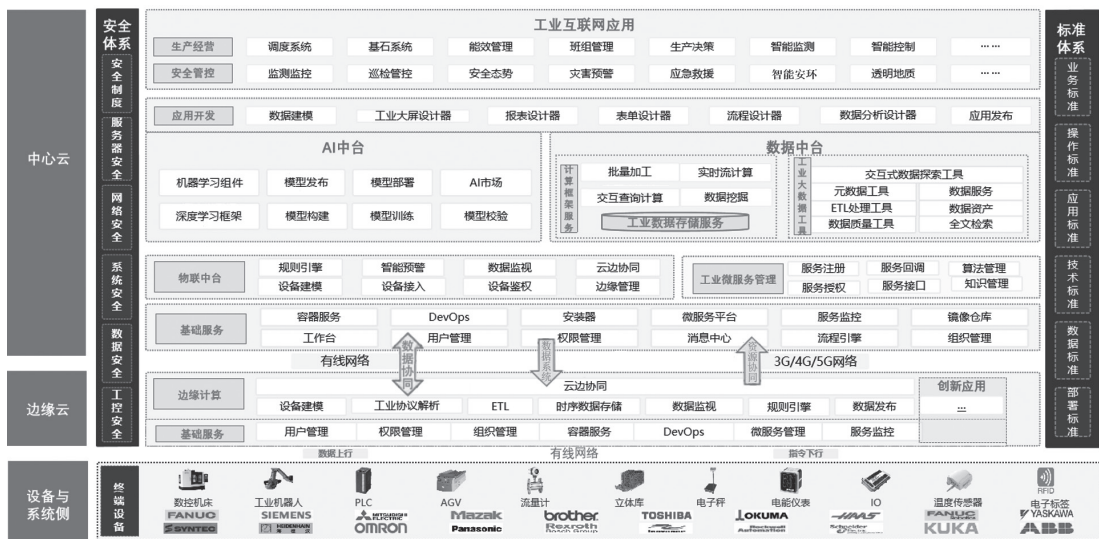 中心云
边缘云
设备与
系统侧
安全
体系
安全制度
服务器安全
网络安全
系统安全
数据安全
工控安全
工业互联网应用
生产经营 调度系统 基石系统 能效管理 班组管理 生产决策 智能监测 智能控制 ... ...
安全管控 监测监控 巡检管控 安全态势 灾害预警 应急救援 智能安环 透明地质 ... ...
应用开发 数据建模 工业大屏设计器 报表设计器 表单设计器 流程设计器 数据分析设计器 应用发布
AI中台
机器学习组件 模型发布 模型部署 AI市场
深度学习框架 模型构建 模型训练 模型校验
数据中台
计算框架服务
批量加工 实时流计算
交互查询计算 数据挖掘
工业数据存储服务
工业大数据工具
交互式数据探索工具
元数据工具 数据服务
ETL处理工具 数据资产
数据质量工具 全文检索
物联中台
规则引擎 智能预警 数据监视 云边协同
设备建模 设备接入 设备鉴权 边缘管理
工业微服务管理
服务注册 服务回调 算法管理
服务授权 服务接口 知识管理
基础服务
容器服务 DevOps 安装器 微服务平台 服务监控 镜像仓库
工作台 用户管理 权限管理 消息中心 流程引擎 组织管理
有线网络 数据协同 数据系统 资源协同 3G/4G/5G网络
边缘计算
云边协同
设备建模 工业协议解析 ETL 时序数据存储 数据监视 规则引擎 数据发布
创新应用
...
基础服务 用户管理 权限管理 组织管理 容器服务 DevOps 微服务管理 服务监控
数据上行 有线网络 指令下行
终端设备
RFID
数控机床 工业机器人 PLC AGV 流量计 立体库 电子秤 电能仪表 IO 温度传感器 电子标签
FANUC SIEMENS MITSUBISHI ELECTRIC Mazak brother. TOSHIBA OKUMA HAAS FANUC YASKAWA
SYNTEC HEIDENHAIN OMRON Panasonic Rexroth Bosch Group Rockwell Automation Schneider KUKA ABB
标准
体系
业务标准
操作标准
应用标准
技术标准
数据标准
部署标准